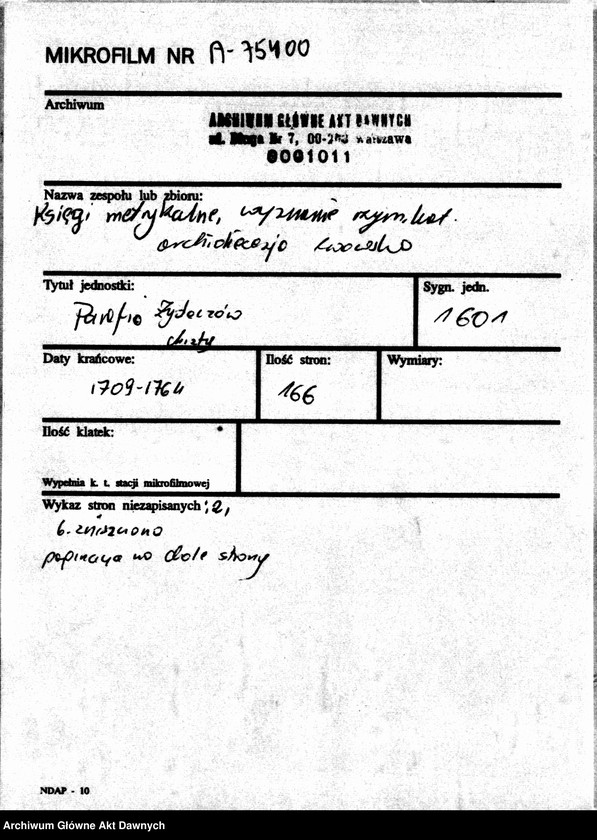 MIKROFILM NR A-75400
Archiwum
ARCHIWUM GŁÓWNE AKT DAWNYCH
ul. Długa Nr 7, 00-263 Warszawa
0001011
Nazwa zespołu lub zbioru:
Księgi metrykalne, wyznanie rzym. kat.
archidiecezja lwowska
Tytuł jednostki:
Parafia Żydaczów
chrzty
Sygn. jedn.
1601
Daty krańcowe:
1709-1764
Ilość stron:
166
Wymiary:
Ilość klatek:
Wypełnia k. t. stacji mikrofilmowej
Wykaz stron niezapisanych: 2,
b. zniszczona
paginacja na dole strony
NDAP - 10
Archiwum Główne Akt Dawnych